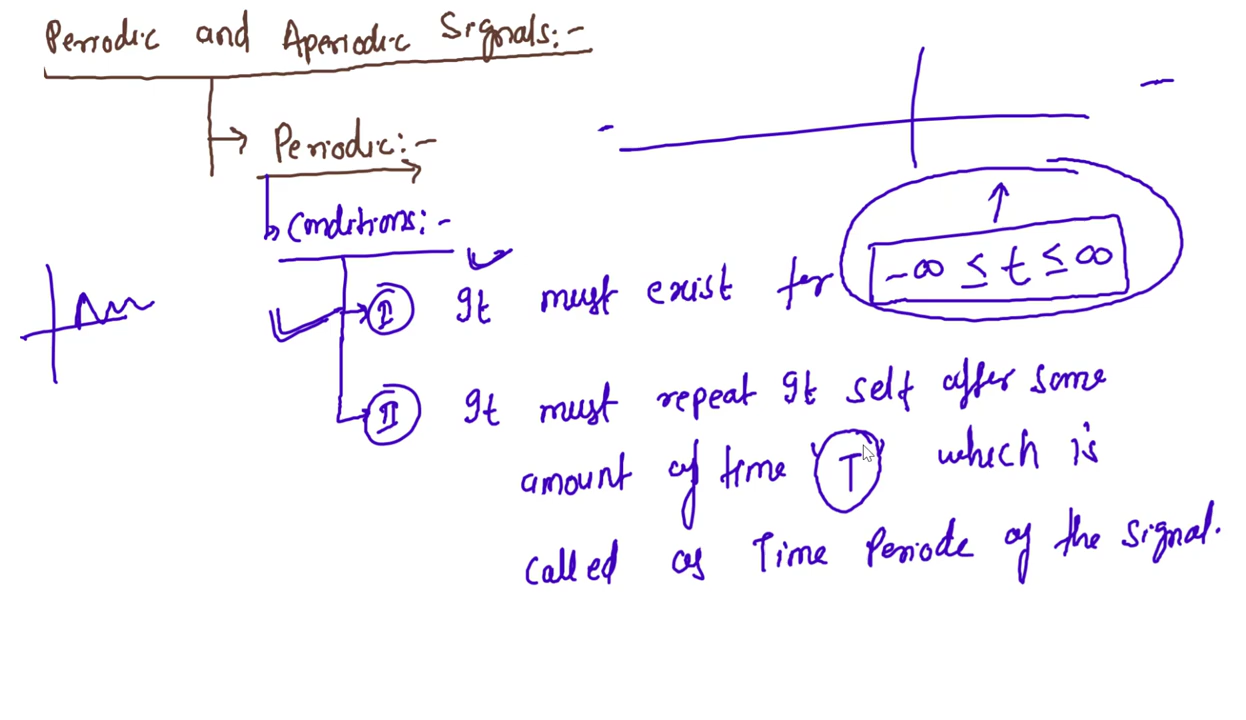 Periodic and Aperiodic Signals:-
Periodic:-
Conditions:-
I It must exist for -∞ ≤ t ≤ ∞
II It must repeat It self after some
amount of time "T" which is
called as Time Periode of the signal.